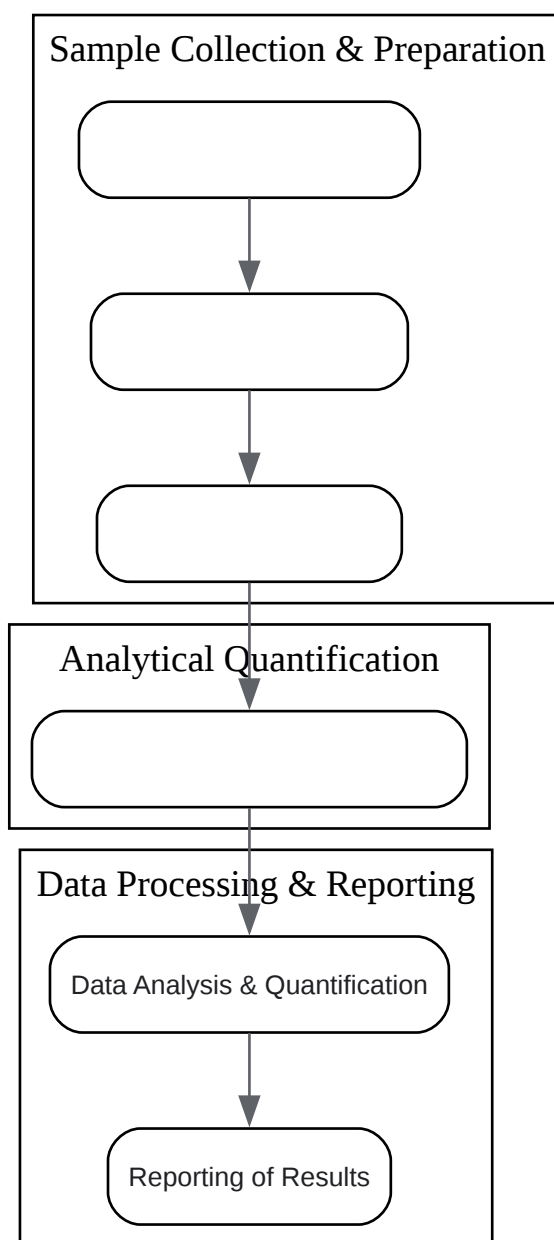 Sample Collection & Preparation
Analytical Quantification
Data Processing & Reporting
Data Analysis & Quantification
Reporting of Results